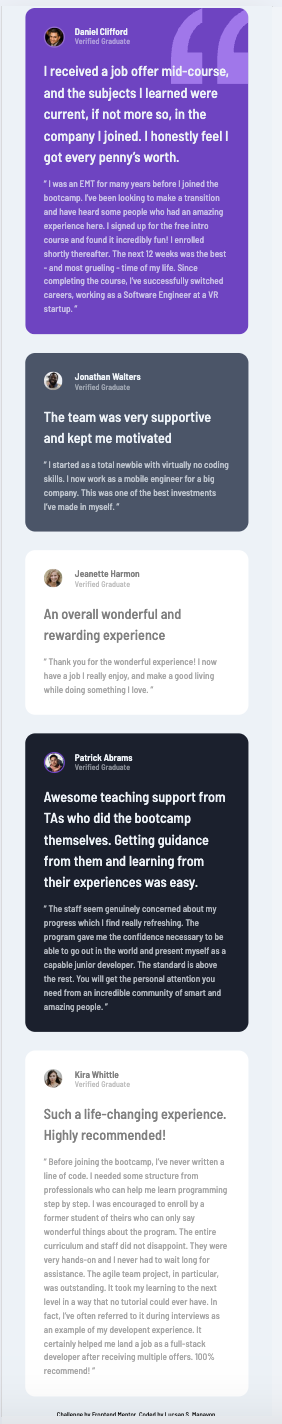 Daniel Clifford
Verified Graduate
I received a job offer mid-course,
and the subjects I learned were
current, if not more so, in the
company I joined. I honestly feel I
got every penny's worth.
“ I was an EMT for many years before I joined the
bootcamp. I've been looking to make a transition
and have heard some people who had an amazing
experience here. I signed up for the free intro
course and found it incredibly fun! I enrolled
shortly thereafter. The next 12 weeks was the best
- and most grueling - time of my life. Since
completing the course, I've successfully switched
careers, working as a Software Engineer at a VR
startup. ”
Jonathan Walters
Verified Graduate
The team was very supportive
and kept me motivated
“ I started as a total newbie with virtually no coding
skills. I now work as a mobile engineer for a big
company. This was one of the best investments
I've made in myself. ”
Jeanette Harmon
Verified Graduate
An overall wonderful and
rewarding experience
“ Thank you for the wonderful experience! I now
have a job I really enjoy, and make a good living
while doing something I love. ”
Patrick Abrams
Verified Graduate
Awesome teaching support from
TAs who did the bootcamp
themselves. Getting guidance
from them and learning from
their experiences was easy.
“ The staff seem genuinely concerned about my
progress which I find really refreshing. The
program gave me the confidence necessary to be
able to go out in the world and present myself as a
capable junior developer. The standard is above
the rest. You will get the personal attention you
need from an incredible community of smart and
amazing people. ”
Kira Whittle
Verified Graduate
Such a life-changing experience.
Highly recommended!
“ Before joining the bootcamp, I've never written a
line of code. I needed some structure from
professionals who can help me learn programming
step by step. I was encouraged to enroll by a
former student of theirs who can only say
wonderful things about the program. The entire
curriculum and staff did not disappoint. They were
very hands-on and I never had to wait long for
assistance. The agile team project, in particular,
was outstanding. It took my learning to the next
level in a way that no tutorial could ever have. In
fact, I've often referred to it during interviews as
an example of my developent experience. It
certainly helped me land a job as a full-stack
developer after receiving multiple offers. 100%
recommend! ”
Challenge by Frontend Mentor. Coded by